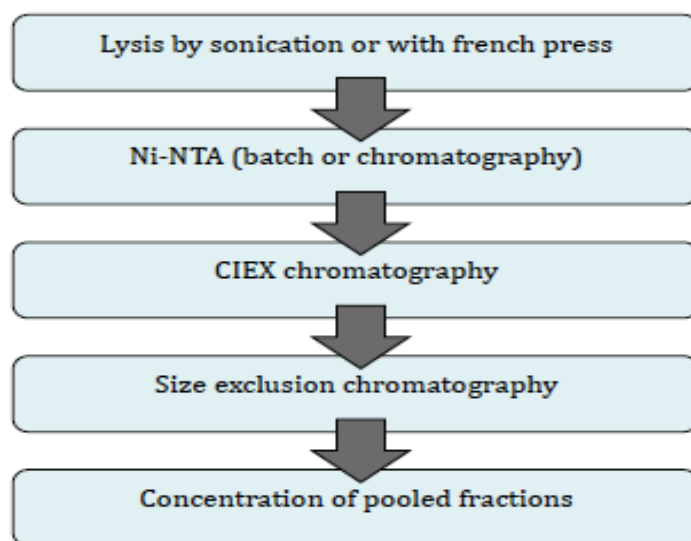 Lysis by sonication or with french press
Ni-NTA (batch or chromatography)
CIEX chromatography
Size exclusion chromatography
Concentration of pooled fractions